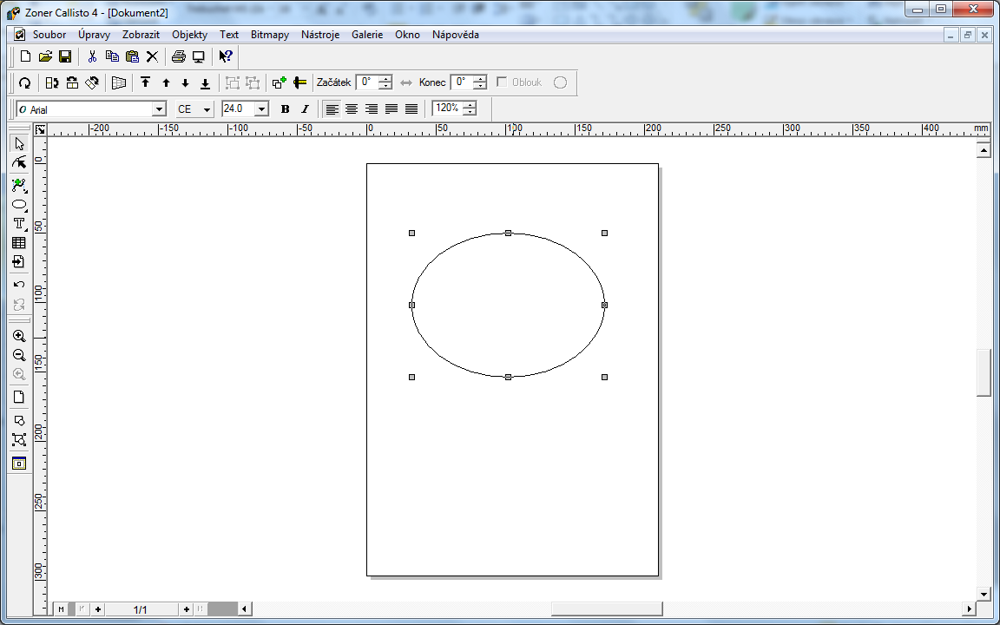 Zoner Callisto 4 - [Dokument2]
Soubor Úpravy Zobrazit Objekty Text Bitmapy Nástroje Galerie Okno Nápověda
Začátek 0° Konec 0° Oblouk
O Arial CE 24.0 B I 120%
-200 -150 -100 -50 0 50 100 150 200 250 300 350 400 mm
0
50
100
150
200
250
300
M 1/1